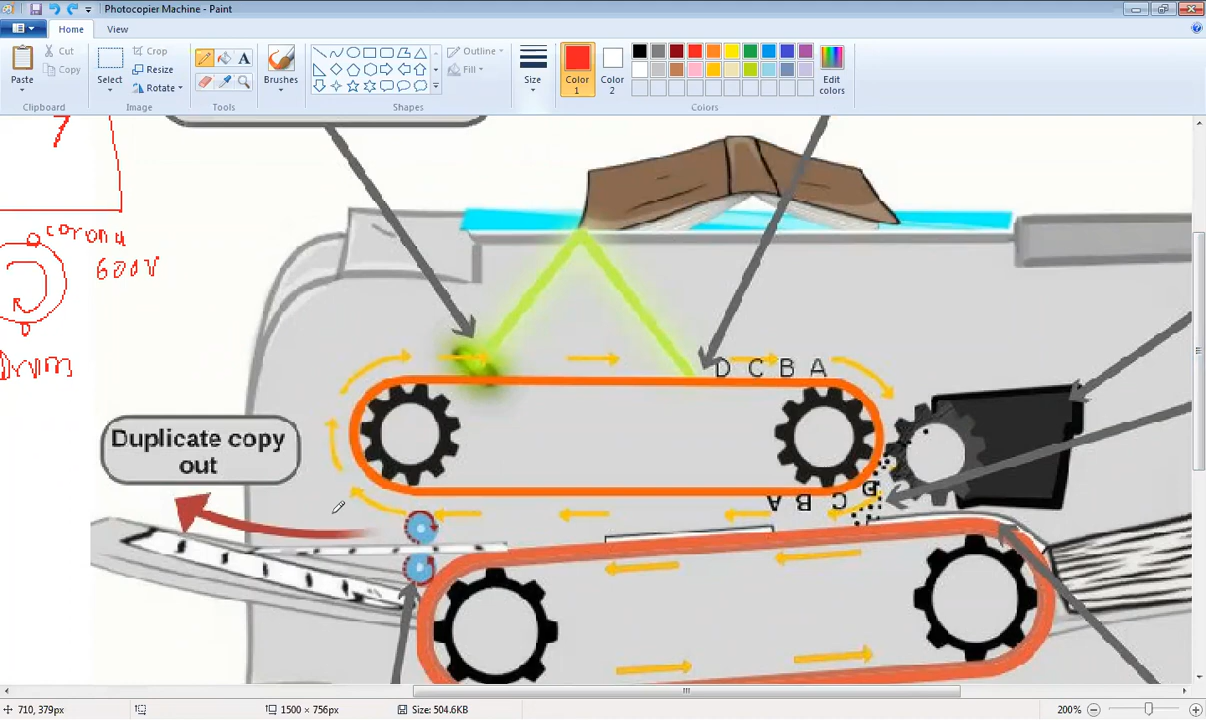 Photocopier Machine - Paint
Home
View
Paste
Cut
Copy
Clipboard
Select
Crop
Resize
Rotate
Image
A
Tools
Brushes
Outline
Fill
Shapes
Size
Color 1
Color 2
Edit colors
Colors
7
corona
600V
Drum
D C B A
D C B A
Duplicate copy
out
710, 379px
1500 × 756px
Size: 504.6KB
200%